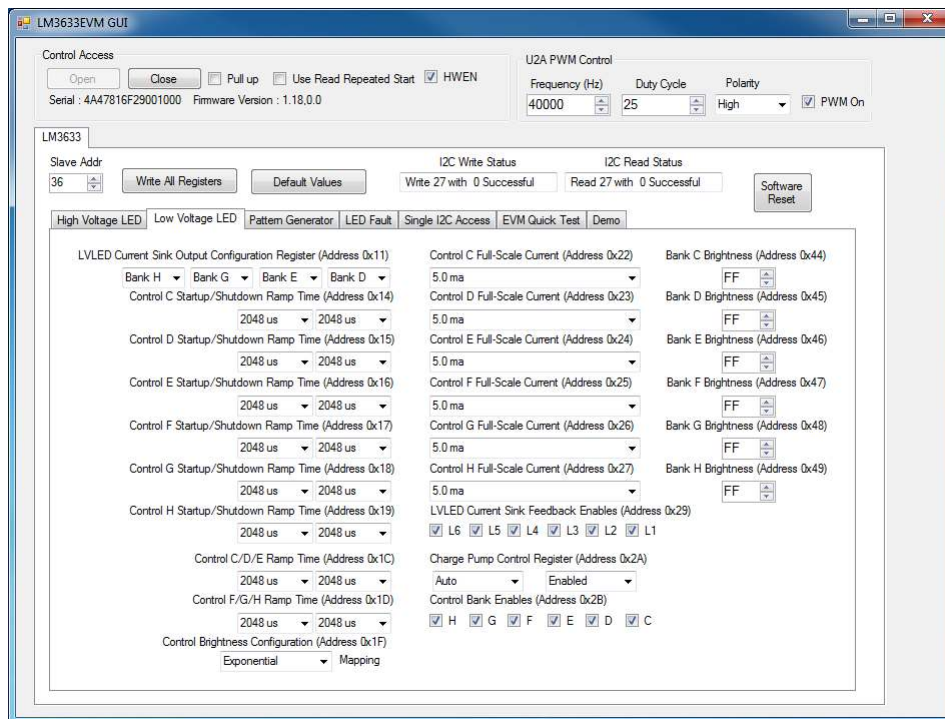 LM3633EVM GUI
Control Access
Open Close Pull up Use Read Repeated Start HWEN
Serial : 4A47816F29001000 Firmware Version : 1.18,0.0
U2A PWM Control
Frequency (Hz) Duty Cycle Polarity
40000 25 High PWM On
LM3633
Slave Addr I2C Write Status I2C Read Status
36 Write All Registers Default Values Write 27 with 0 Successful Read 27 with 0 Successful Software Reset
High Voltage LED Low Voltage LED Pattern Generator LED Fault Single I2C Access EVM Quick Test Demo
LVLED Current Sink Output Configuration Register (Address 0x11) Control C Full-Scale Current (Address 0x22) Bank C Brightness (Address 0x44)
Bank H Bank G Bank E Bank D 5.0 ma FF
Control C Startup/Shutdown Ramp Time (Address 0x14) Control D Full-Scale Current (Address 0x23) Bank D Brightness (Address 0x45)
2048 us 2048 us 5.0 ma FF
Control D Startup/Shutdown Ramp Time (Address 0x15) Control E Full-Scale Current (Address 0x24) Bank E Brightness (Address 0x46)
2048 us 2048 us 5.0 ma FF
Control E Startup/Shutdown Ramp Time (Address 0x16) Control F Full-Scale Current (Address 0x25) Bank F Brightness (Address 0x47)
2048 us 2048 us 5.0 ma FF
Control F Startup/Shutdown Ramp Time (Address 0x17) Control G Full-Scale Current (Address 0x26) Bank G Brightness (Address 0x48)
2048 us 2048 us 5.0 ma FF
Control G Startup/Shutdown Ramp Time (Address 0x18) Control H Full-Scale Current (Address 0x27) Bank H Brightness (Address 0x49)
2048 us 2048 us 5.0 ma FF
Control H Startup/Shutdown Ramp Time (Address 0x19) LVLED Current Sink Feedback Enables (Address 0x29)
2048 us 2048 us L6 L5 L4 L3 L2 L1
Control C/D/E Ramp Time (Address 0x1C) Charge Pump Control Register (Address 0x2A)
2048 us 2048 us Auto Enabled
Control F/G/H Ramp Time (Address 0x1D) Control Bank Enables (Address 0x2B)
2048 us 2048 us H G F E D C
Control Brightness Configuration (Address 0x1F)
Exponential Mapping